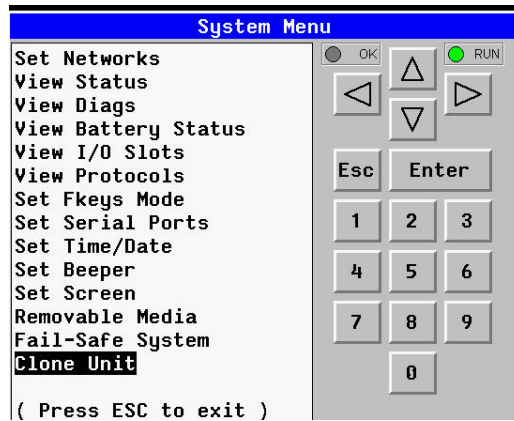 System Menu
Set Networks
View Status
View Diags
View Battery Status
View I/O Slots
View Protocols
Set Fkeys Mode
Set Serial Ports
Set Time/Date
Set Beeper
Set Screen
Removable Media
Fail-Safe System
Clone Unit
( Press ESC to exit )
OK
RUN
Esc Enter
1 2 3
4 5 6
7 8 9
0